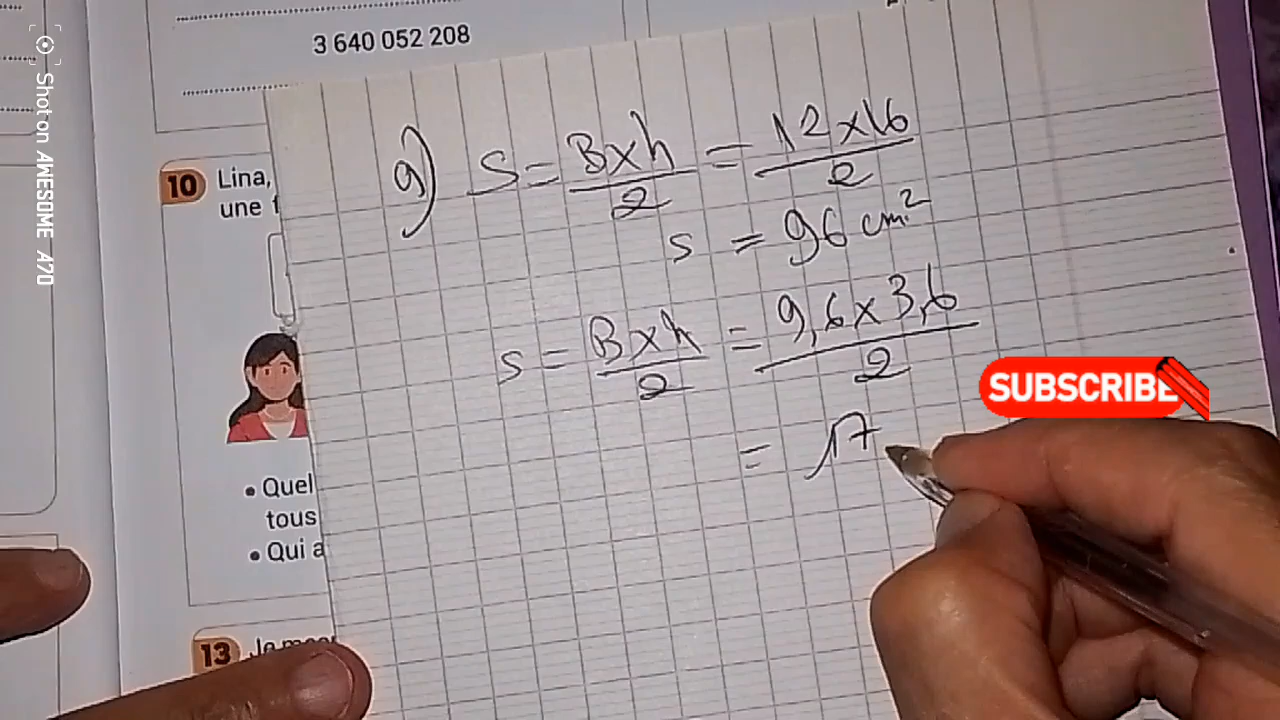 3 640 052 208
Shot on AWESOME A70
9) S = B x h / 2 = 12 x 16 / 2
s = 96 cm²
s = B x h / 2 = 9,6 x 3,6 / 2
= 17
SUBSCRIBE
10 Lina,
une
• Quel
tous
• Qui a
13 Je